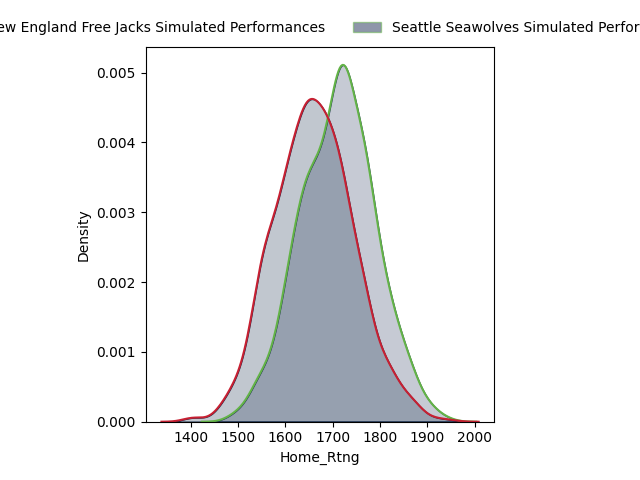 ew England Free Jacks Simulated Performances Seattle Seawolves Simulated Perfor
0.005
0.004
0.003
0.002
0.001
0.000
Density
1400 1500 1600 1700 1800 1900 2000
Home_Rtng